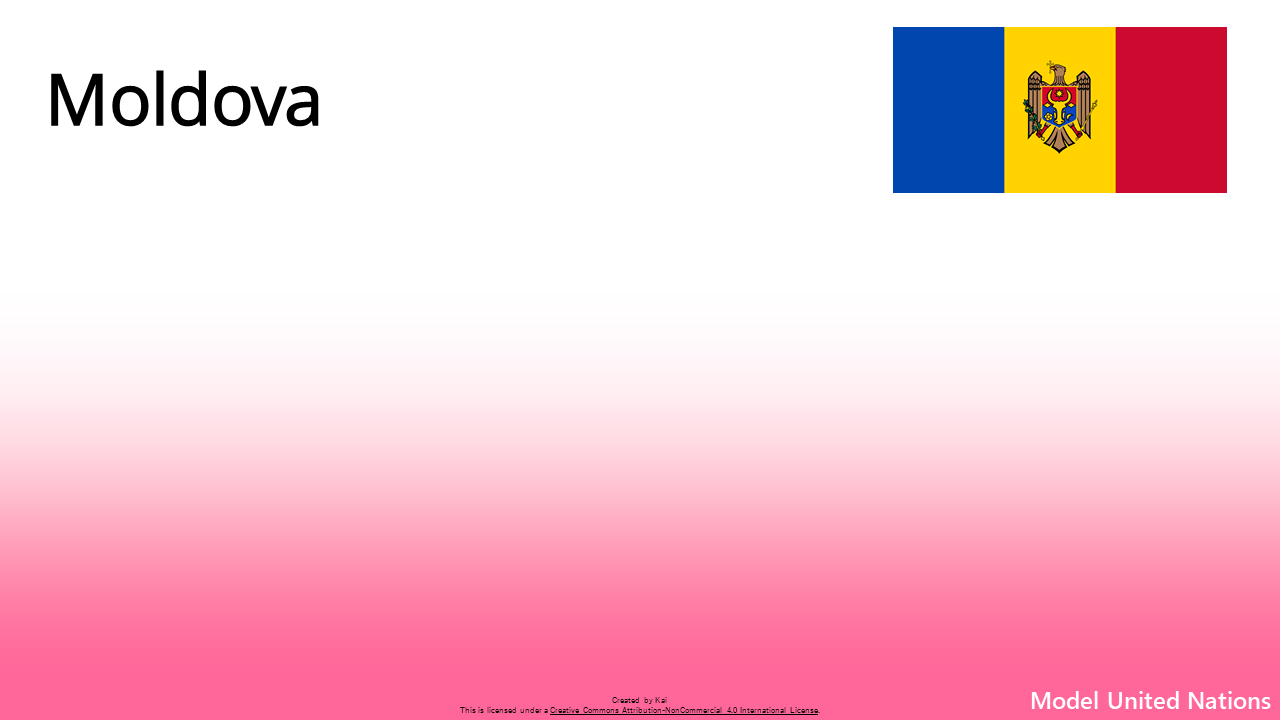 Moldova
Created by Kai
This is licensed under a Creative Commons Attribution-NonCommercial 4.0 International License.
Model United Nations